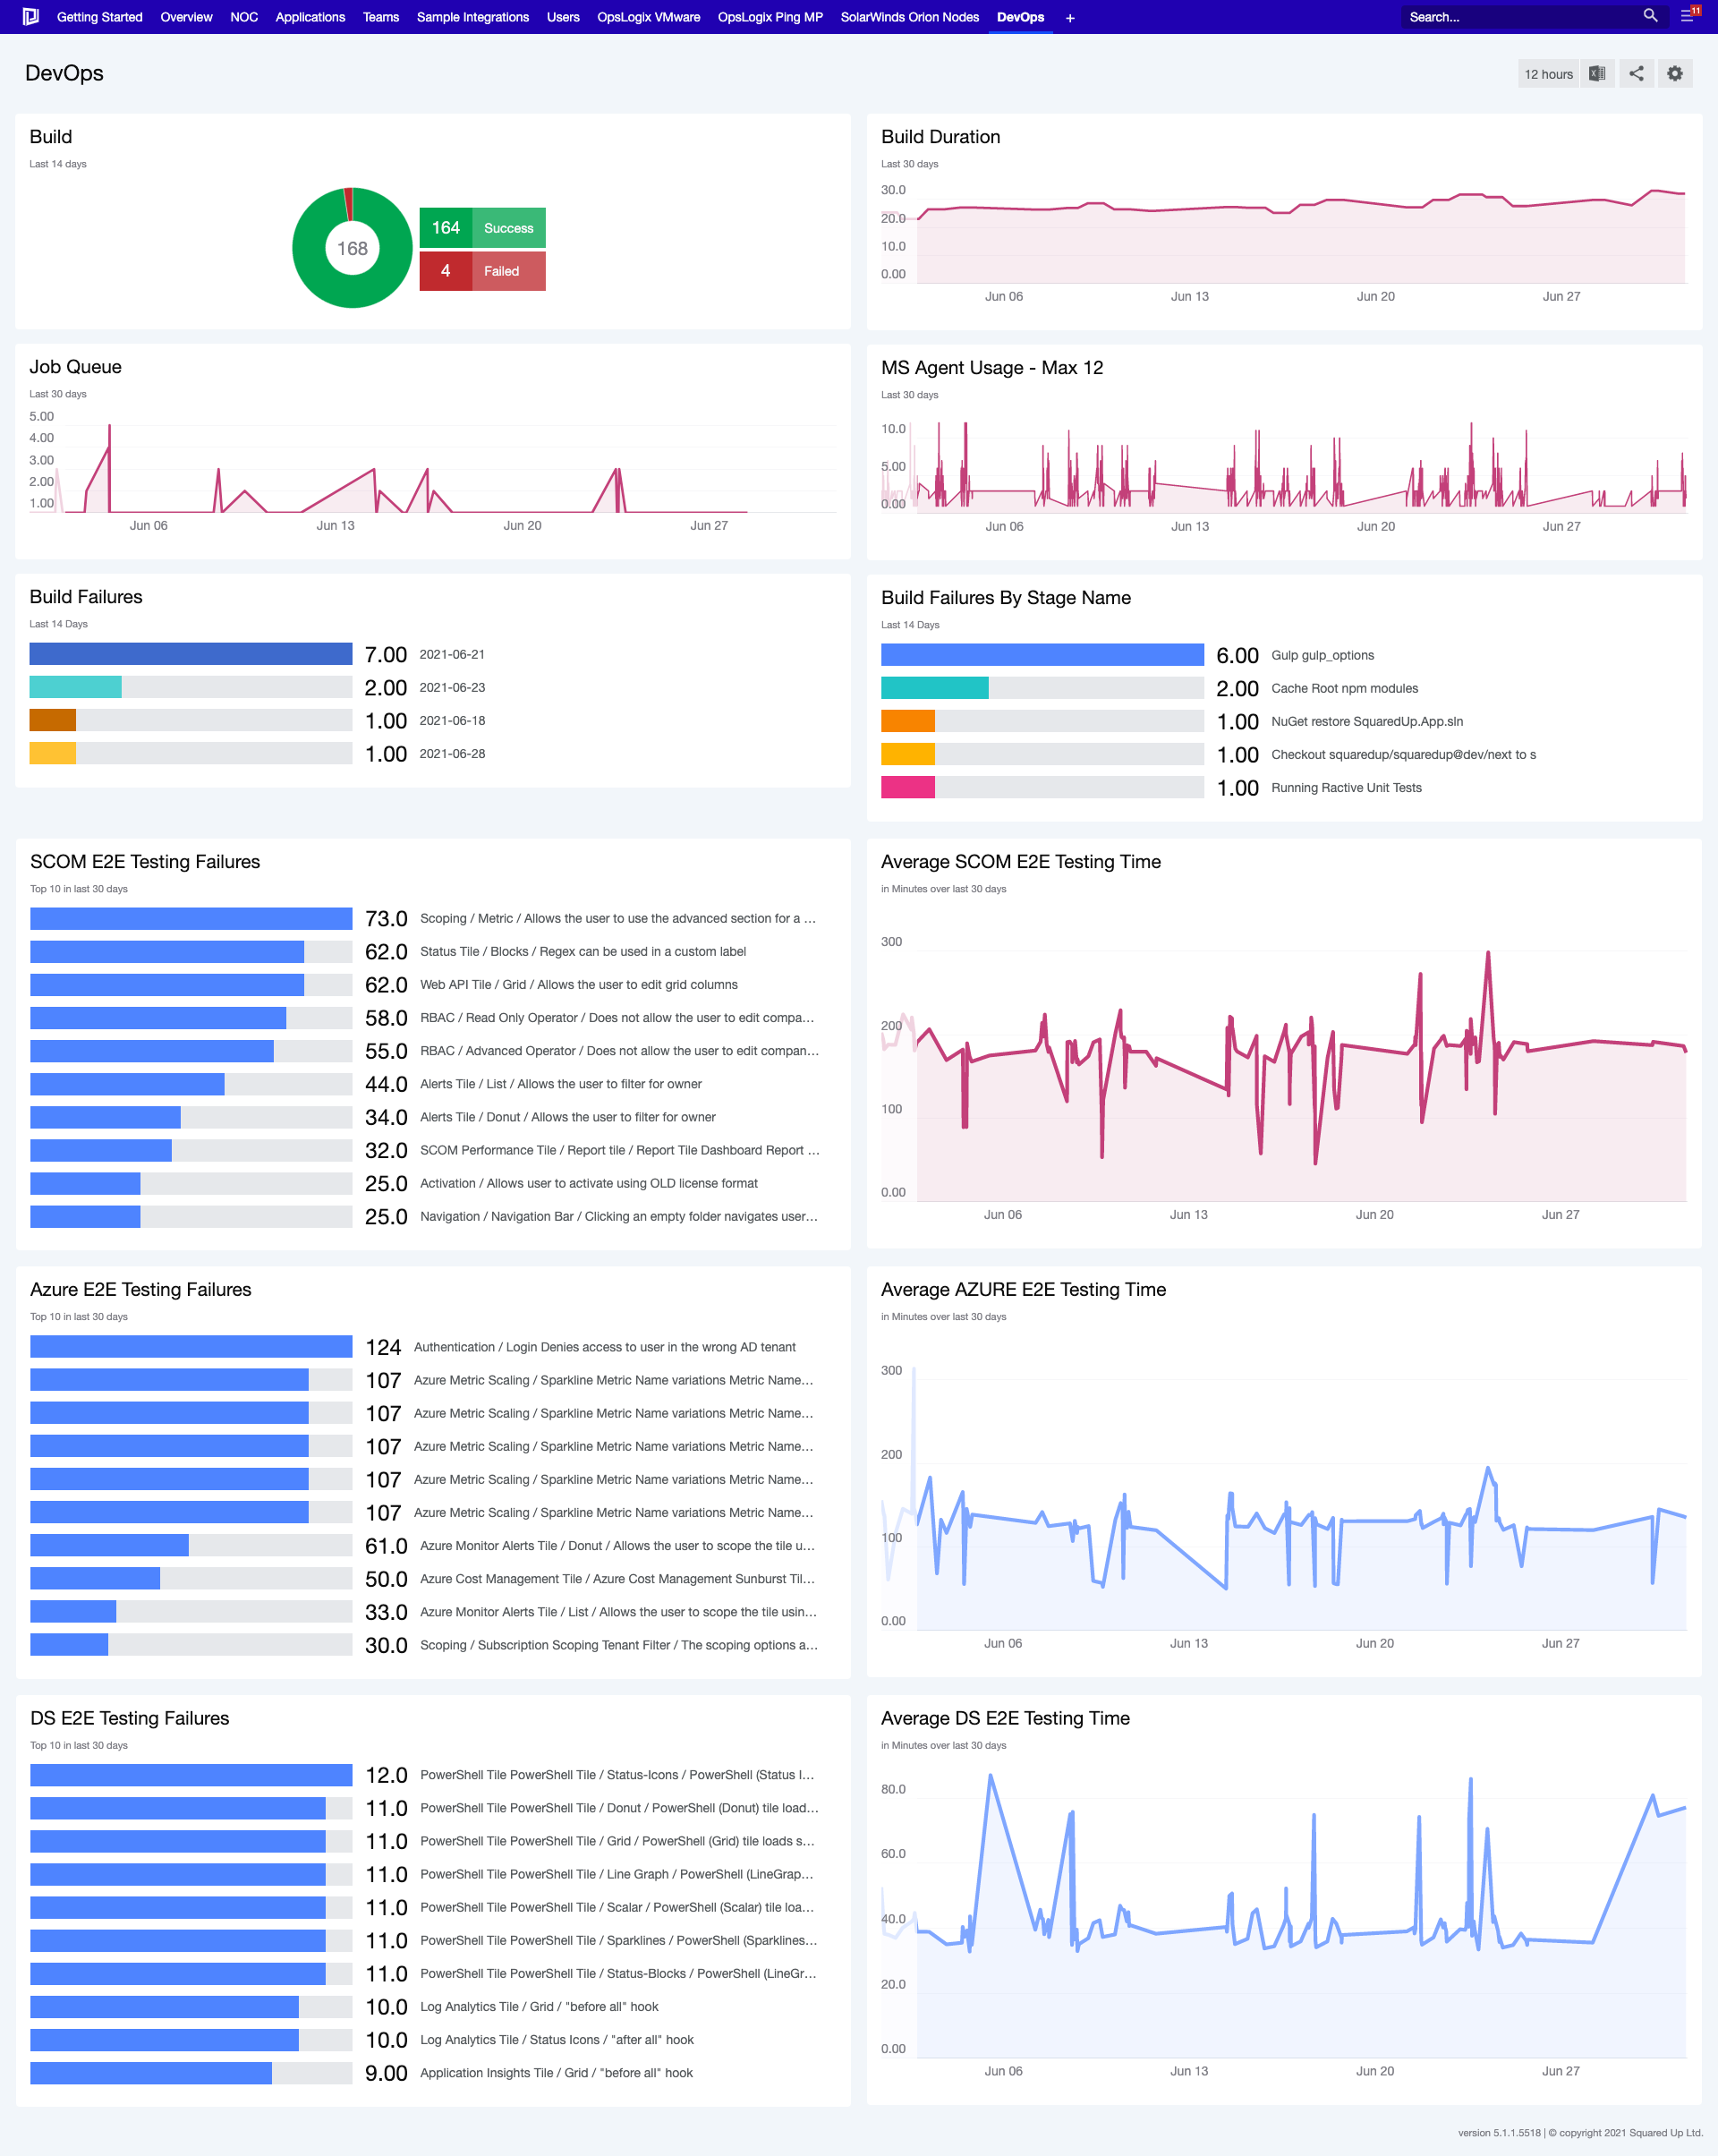 Getting Started Overview NOC Applications Teams Sample Integrations Users OpsLogix VMware OpsLogix Ping MP SolarWinds Orion Nodes DevOps + Search... 11
DevOps
12 hours
Build
Last 14 days
168
164 Success
4 Failed
Build Duration
Last 30 days
30.0
20.0
10.0
0.00
Jun 06 Jun 13 Jun 20 Jun 27
Job Queue
Last 30 days
5.00
4.00
3.00
2.00
1.00
Jun 06 Jun 13 Jun 20 Jun 27
MS Agent Usage - Max 12
Last 30 days
10.0
5.00
0.00
Jun 06 Jun 13 Jun 20 Jun 27
Build Failures
Last 14 Days
7.00 2021-06-21
2.00 2021-06-23
1.00 2021-06-18
1.00 2021-06-28
Build Failures By Stage Name
Last 14 Days
6.00 Gulp gulp_options
2.00 Cache Root npm modules
1.00 NuGet restore SquaredUp.App.sln
1.00 Checkout squaredup/squaredup@dev/next to s
1.00 Running Ractive Unit Tests
SCOM E2E Testing Failures
Top 10 in last 30 days
73.0 Scoping / Metric / Allows the user to use the advanced section for a ...
62.0 Status Tile / Blocks / Regex can be used in a custom label
62.0 Web API Tile / Grid / Allows the user to edit grid columns
58.0 RBAC / Read Only Operator / Does not allow the user to edit compa...
55.0 RBAC / Advanced Operator / Does not allow the user to edit compan...
44.0 Alerts Tile / List / Allows the user to filter for owner
34.0 Alerts Tile / Donut / Allows the user to filter for owner
32.0 SCOM Performance Tile / Report tile / Report Tile Dashboard Report ...
25.0 Activation / Allows user to activate using OLD license format
25.0 Navigation / Navigation Bar / Clicking an empty folder navigates user...
Average SCOM E2E Testing Time
in Minutes over last 30 days
300
200
100
0.00
Jun 06 Jun 13 Jun 20 Jun 27
Azure E2E Testing Failures
Top 10 in last 30 days
124 Authentication / Login Denies access to user in the wrong AD tenant
107 Azure Metric Scaling / Sparkline Metric Name variations Metric Name...
107 Azure Metric Scaling / Sparkline Metric Name variations Metric Name...
107 Azure Metric Scaling / Sparkline Metric Name variations Metric Name...
107 Azure Metric Scaling / Sparkline Metric Name variations Metric Name...
107 Azure Metric Scaling / Sparkline Metric Name variations Metric Name...
61.0 Azure Monitor Alerts Tile / Donut / Allows the user to scope the tile u...
50.0 Azure Cost Management Tile / Azure Cost Management Sunburst Til...
33.0 Azure Monitor Alerts Tile / List / Allows the user to scope the tile usin...
30.0 Scoping / Subscription Scoping Tenant Filter / The scoping options a...
Average AZURE E2E Testing Time
in Minutes over last 30 days
300
200
100
0.00
Jun 06 Jun 13 Jun 20 Jun 27
DS E2E Testing Failures
Top 10 in last 30 days
12.0 PowerShell Tile PowerShell Tile / Status-Icons / PowerShell (Status I...
11.0 PowerShell Tile PowerShell Tile / Donut / PowerShell (Donut) tile load...
11.0 PowerShell Tile PowerShell Tile / Grid / PowerShell (Grid) tile loads s...
11.0 PowerShell Tile PowerShell Tile / Line Graph / PowerShell (LineGrap...
11.0 PowerShell Tile PowerShell Tile / Scalar / PowerShell (Scalar) tile loa...
11.0 PowerShell Tile PowerShell Tile / Sparklines / PowerShell (Sparklines...
11.0 PowerShell Tile PowerShell Tile / Status-Blocks / PowerShell (LineGr...
10.0 Log Analytics Tile / Grid / "before all" hook
10.0 Log Analytics Tile / Status Icons / "after all" hook
9.00 Application Insights Tile / Grid / "before all" hook
Average DS E2E Testing Time
in Minutes over last 30 days
80.0
60.0
40.0
20.0
0.00
Jun 06 Jun 13 Jun 20 Jun 27
version 5.1.1.5518 | © copyright 2021 Squared Up Ltd.